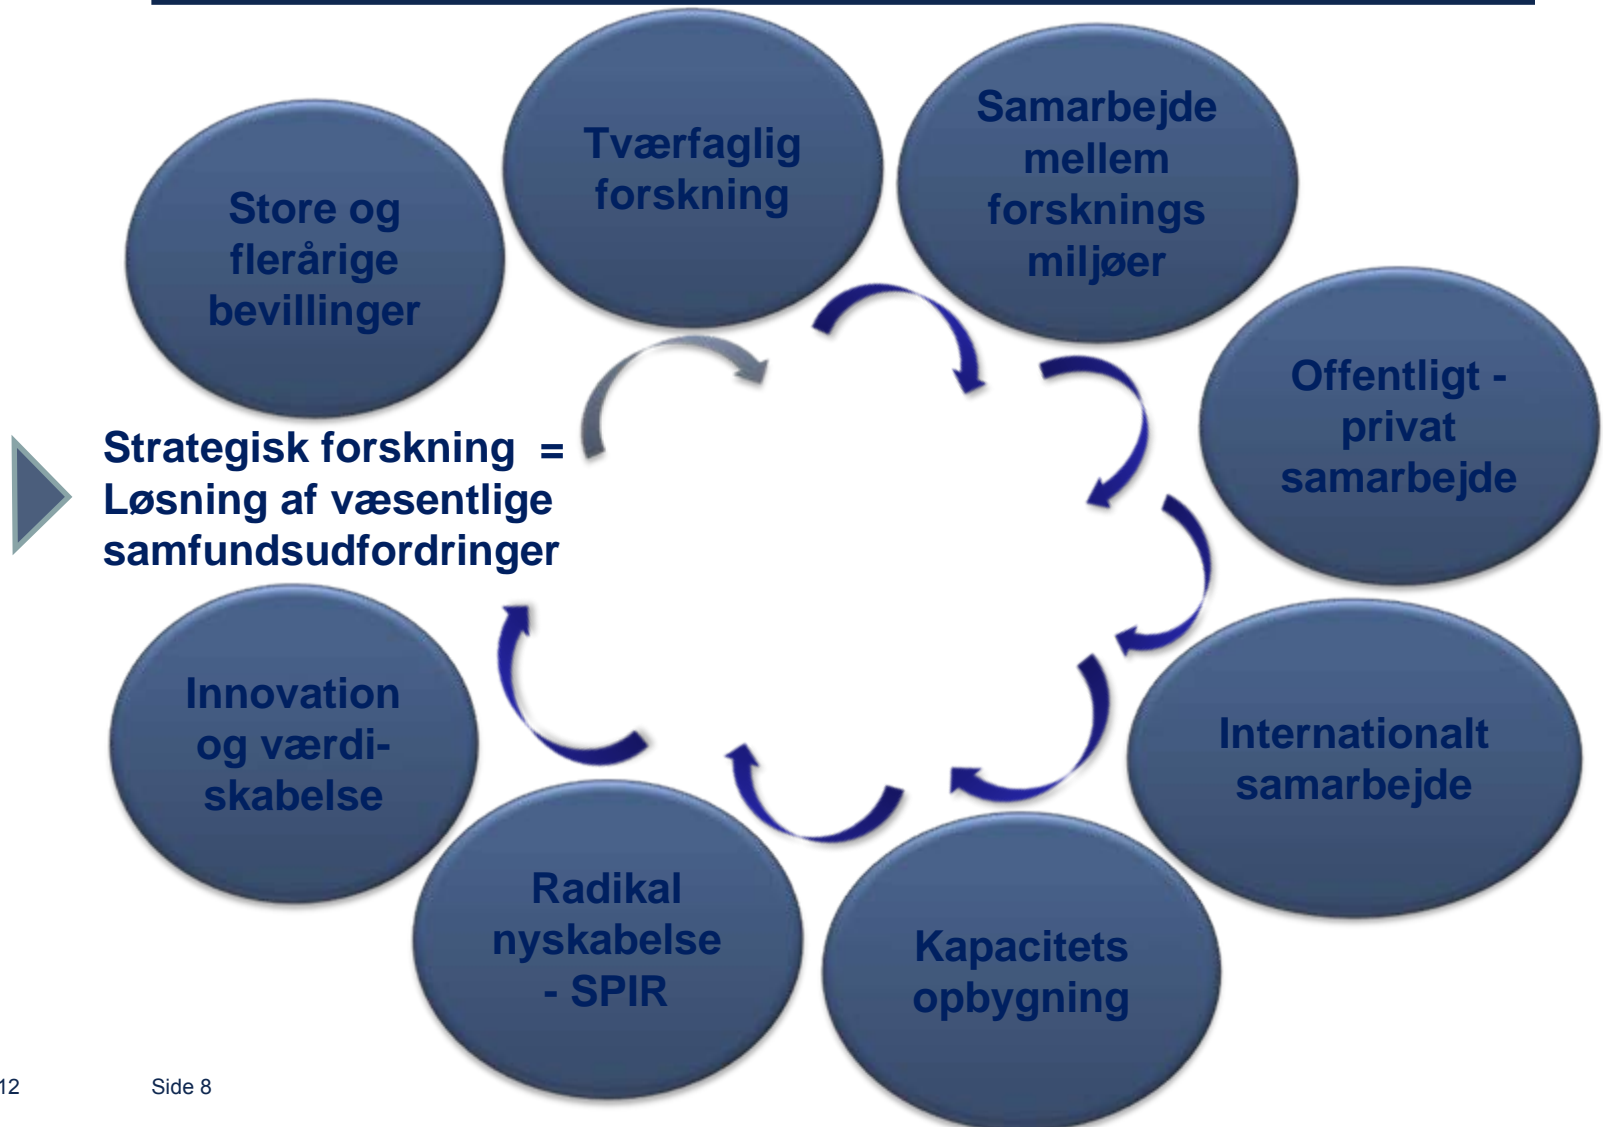 Store og
flerårige
bevillinger
Tværfaglig
forskning
Samarbejde
mellem
forsknings
miljøer
Offentligt -
privat
samarbejde
Internationalt
samarbejde
Kapacitets
opbygning
Radikal
nyskabelse
- SPIR
Innovation
og værdi-
skabelse
Strategisk forskning =
Løsning af væsentlige
samfundsudfordringer
12
Side 8